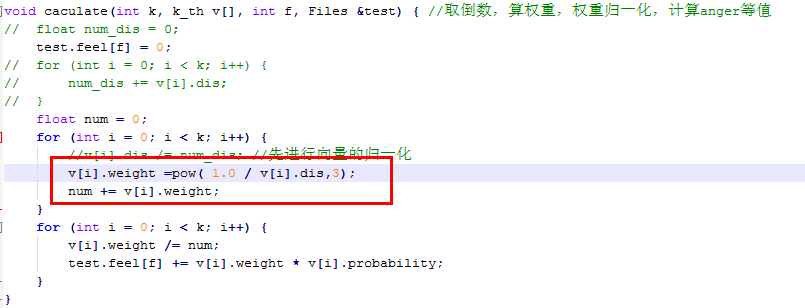 void caculate(int k, k_th v[], int f, Files &test) { //取倒数，算权重，权重归一化，计算anger等值
//  float num_dis = 0;
    test.feel[f] = 0;
//  for (int i = 0; i < k; i++) {
//      num_dis += v[i].dis;
//  }
    float num = 0;
    for (int i = 0; i < k; i++) {
        //v[i].dis /= num_dis; //先进行向量的归一化
        v[i].weight =pow( 1.0 / v[i].dis,3);
        num += v[i].weight;
    }
    for (int i = 0; i < k; i++) {
        v[i].weight /= num;
        test.feel[f] += v[i].weight * v[i].probability;
    }
}